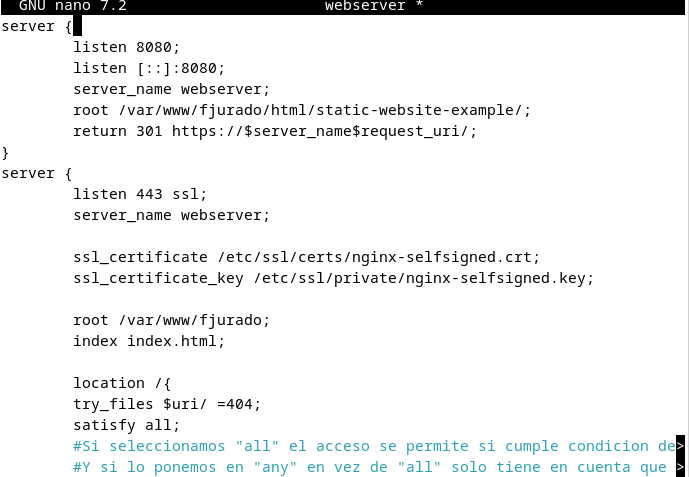 GNU nano 7.2 webserver *
server {
listen 8080;
listen [::]:8080;
server_name webserver;
root /var/www/fjurado/html/static-website-example/;
return 301 https://$server_name$request_uri/;
}
server {
listen 443 ssl;
server_name webserver;
ssl_certificate /etc/ssl/certs/nginx-selfsigned.crt;
ssl_certificate_key /etc/ssl/private/nginx-selfsigned.key;
root /var/www/fjurado;
index index.html;
location /{
try_files $uri/ =404;
satisfy all;
#Si seleccionamos "all" el acceso se permite si cumple condicion de>
#Y si lo ponemos en "any" en vez de "all" solo tiene en cuenta que >